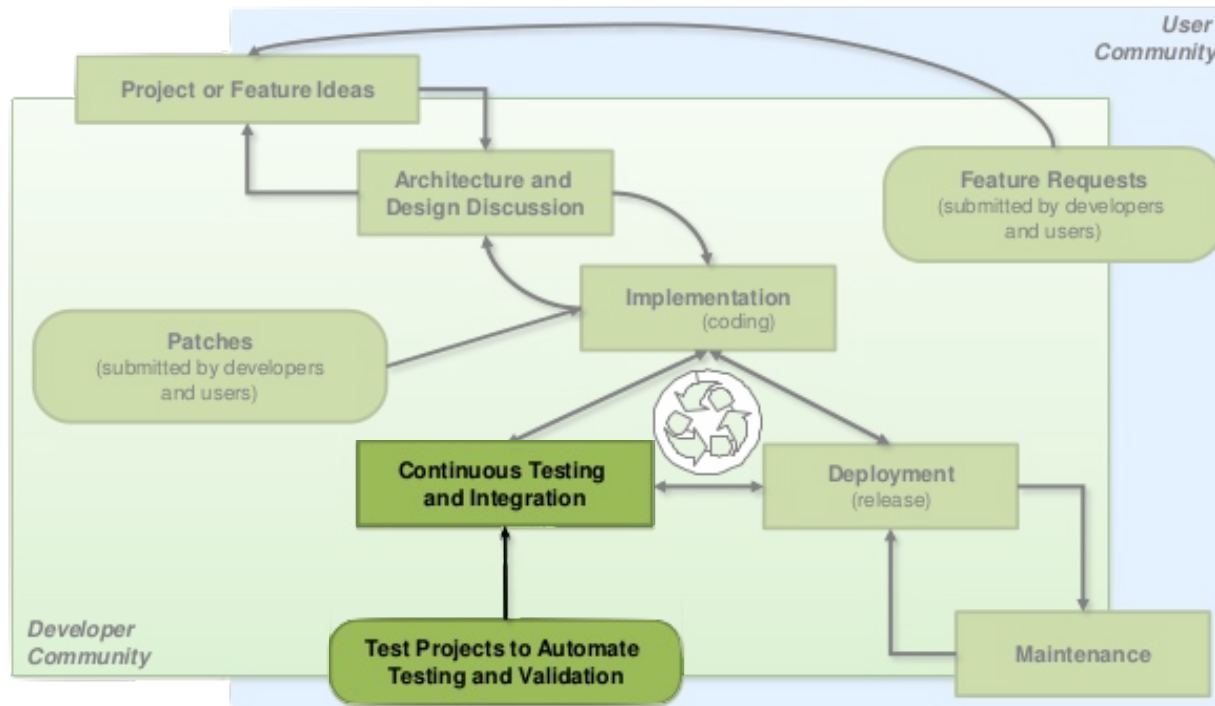 User
Community
Project or Feature Ideas
Architecture and
Design Discussion
Feature Requests
(submitted by developers
and users)
Implementation
(coding)
Patches
(submitted by developers
and users)
Continuous Testing
and Integration
Deployment
(release)
Developer
Community
Test Projects to Automate
Testing and Validation
Maintenance